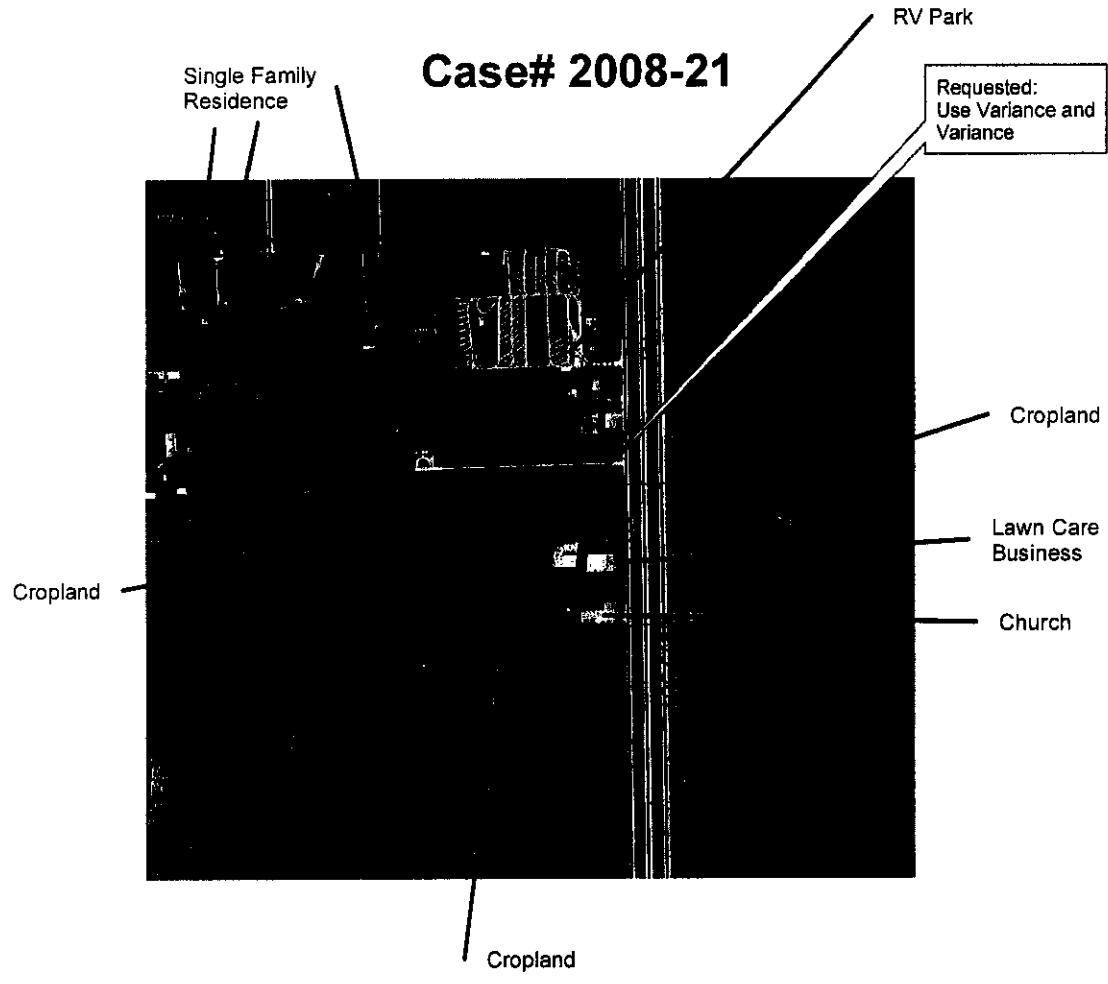 RV Park
Case# 2008-21
Single Family
Residence
Requested:
Use Variance and
Variance
Cropland
Lawn Care
Business
Cropland
Church
Cropland